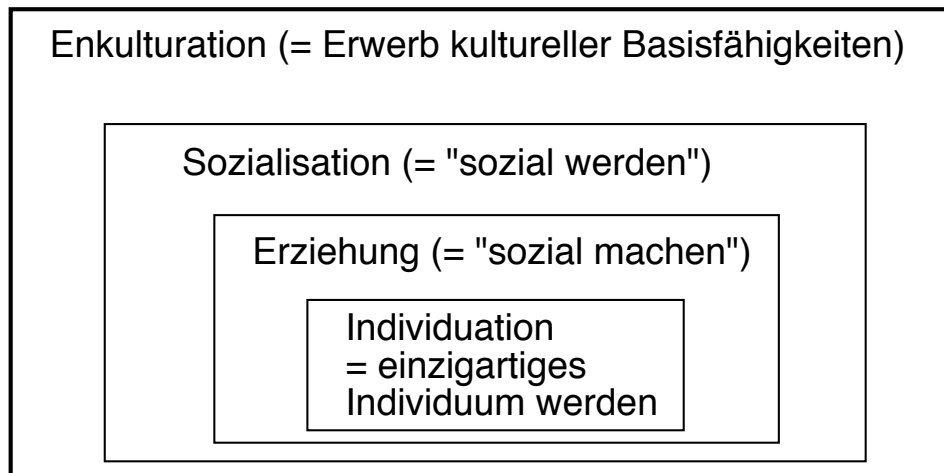 Enkulturation (= Erwerb kultureller Basisfähigkeiten)
Sozialisation (= "sozial werden")
Erziehung (= "sozial machen")
Individuation
= einzigartiges
Individuum werden